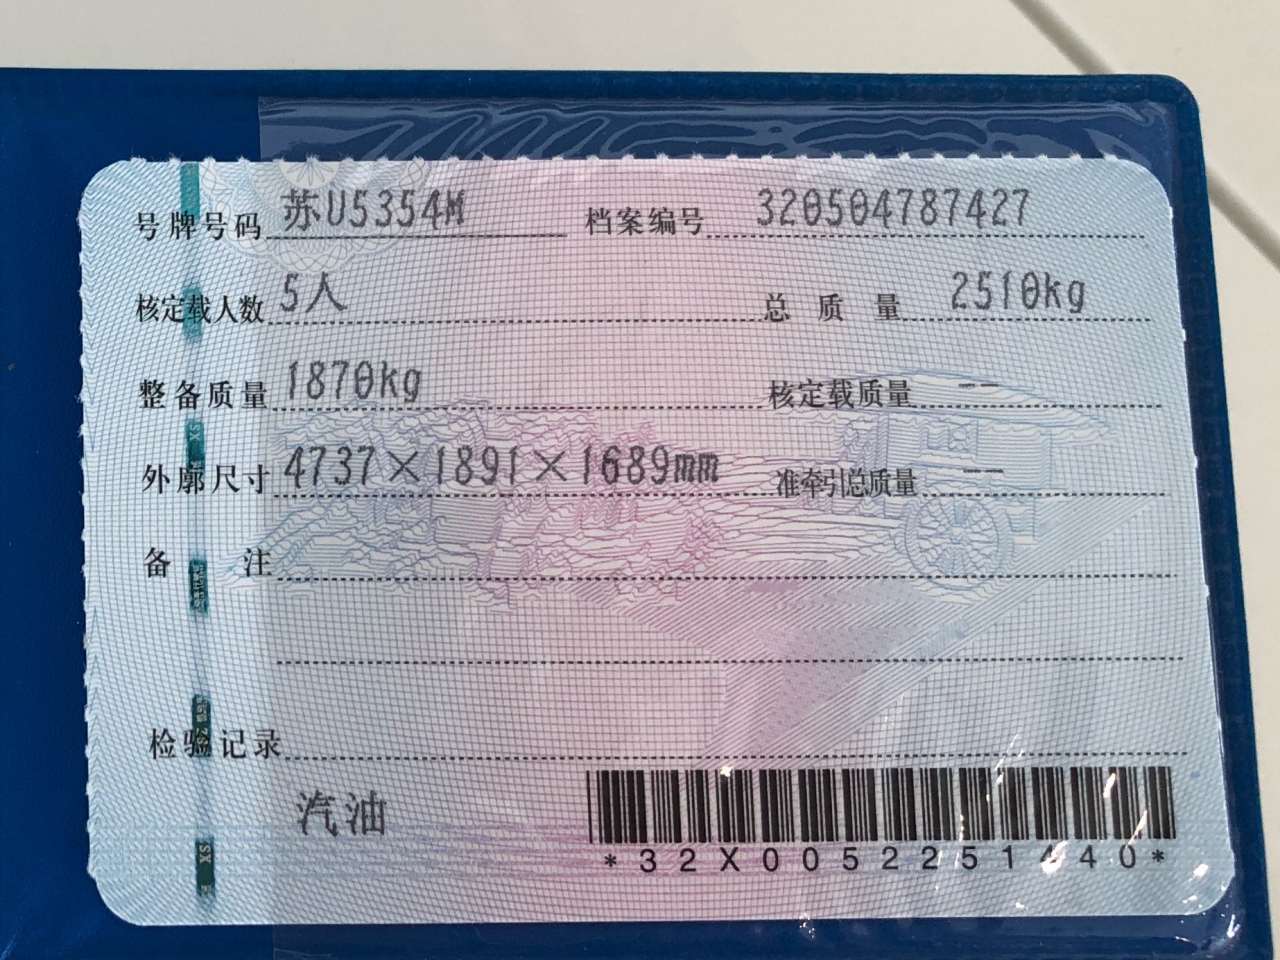 号牌号码 苏U5354M 档案编号 320504787427
核定载人数 5人 总质量 2510kg
整备质量 1870kg 核定载质量 --
外廓尺寸 4737×1891×1689mm 准牵引总质量 --
备注
检验记录
汽油
*32X0052251440*